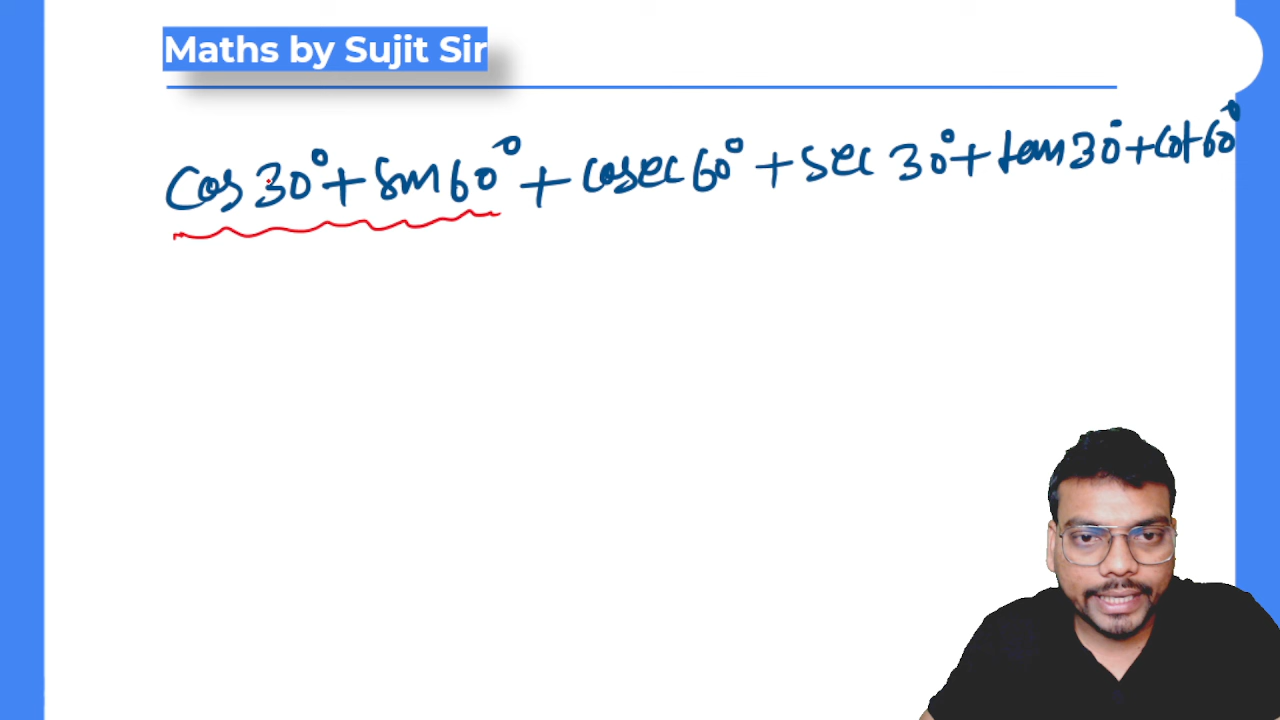 Maths by Sujit Sir
cos 30° + sin 60° + cosec 60° + sec 30° + tan 30° + cot 60°